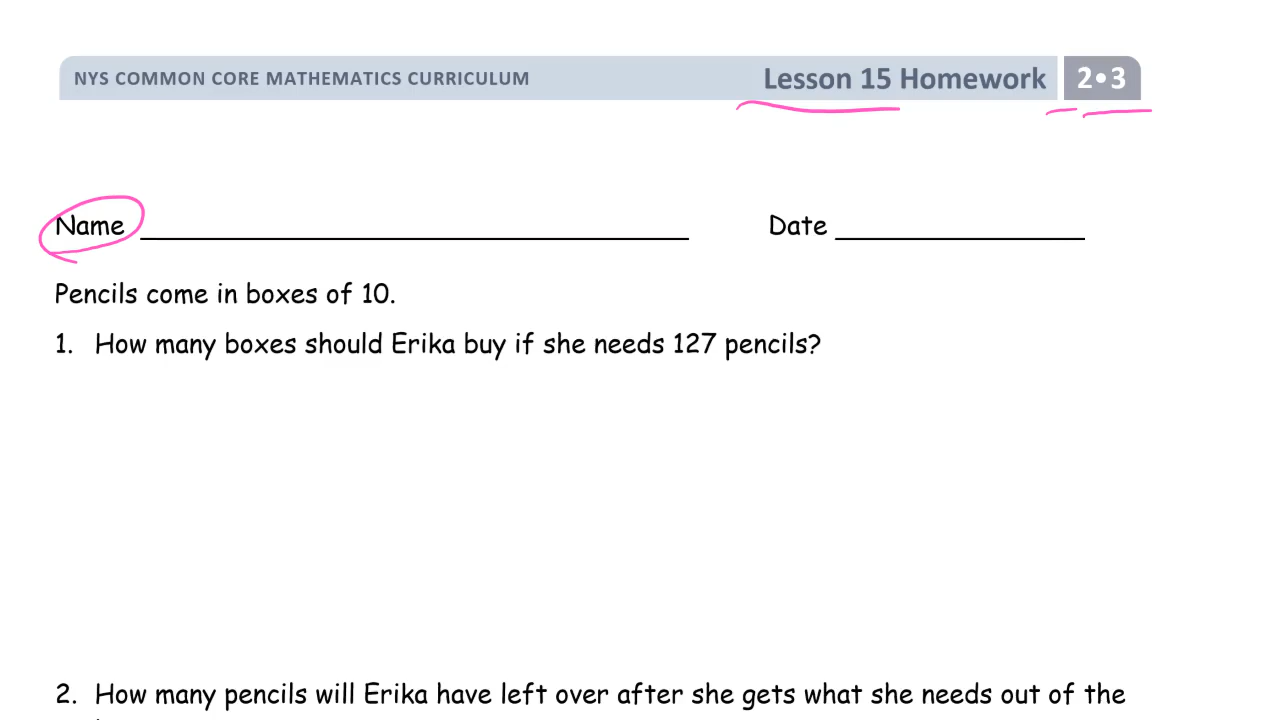 NYS COMMON CORE MATHEMATICS CURRICULUM Lesson 15 Homework 2•3
Name Date
Pencils come in boxes of 10.
1. How many boxes should Erika buy if she needs 127 pencils?
2. How many pencils will Erika have left over after she gets what she needs out of the